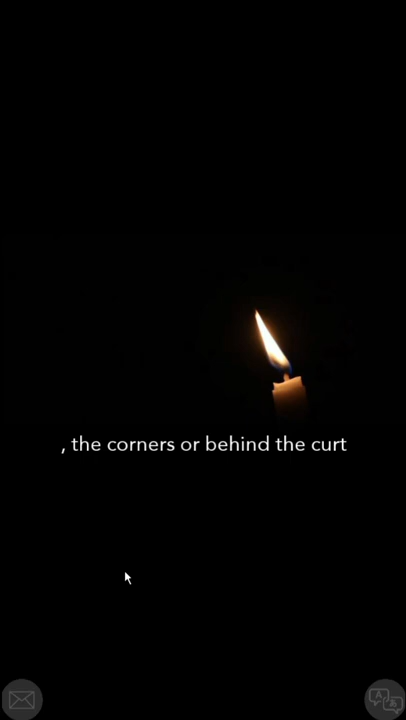 , the corners or behind the curt